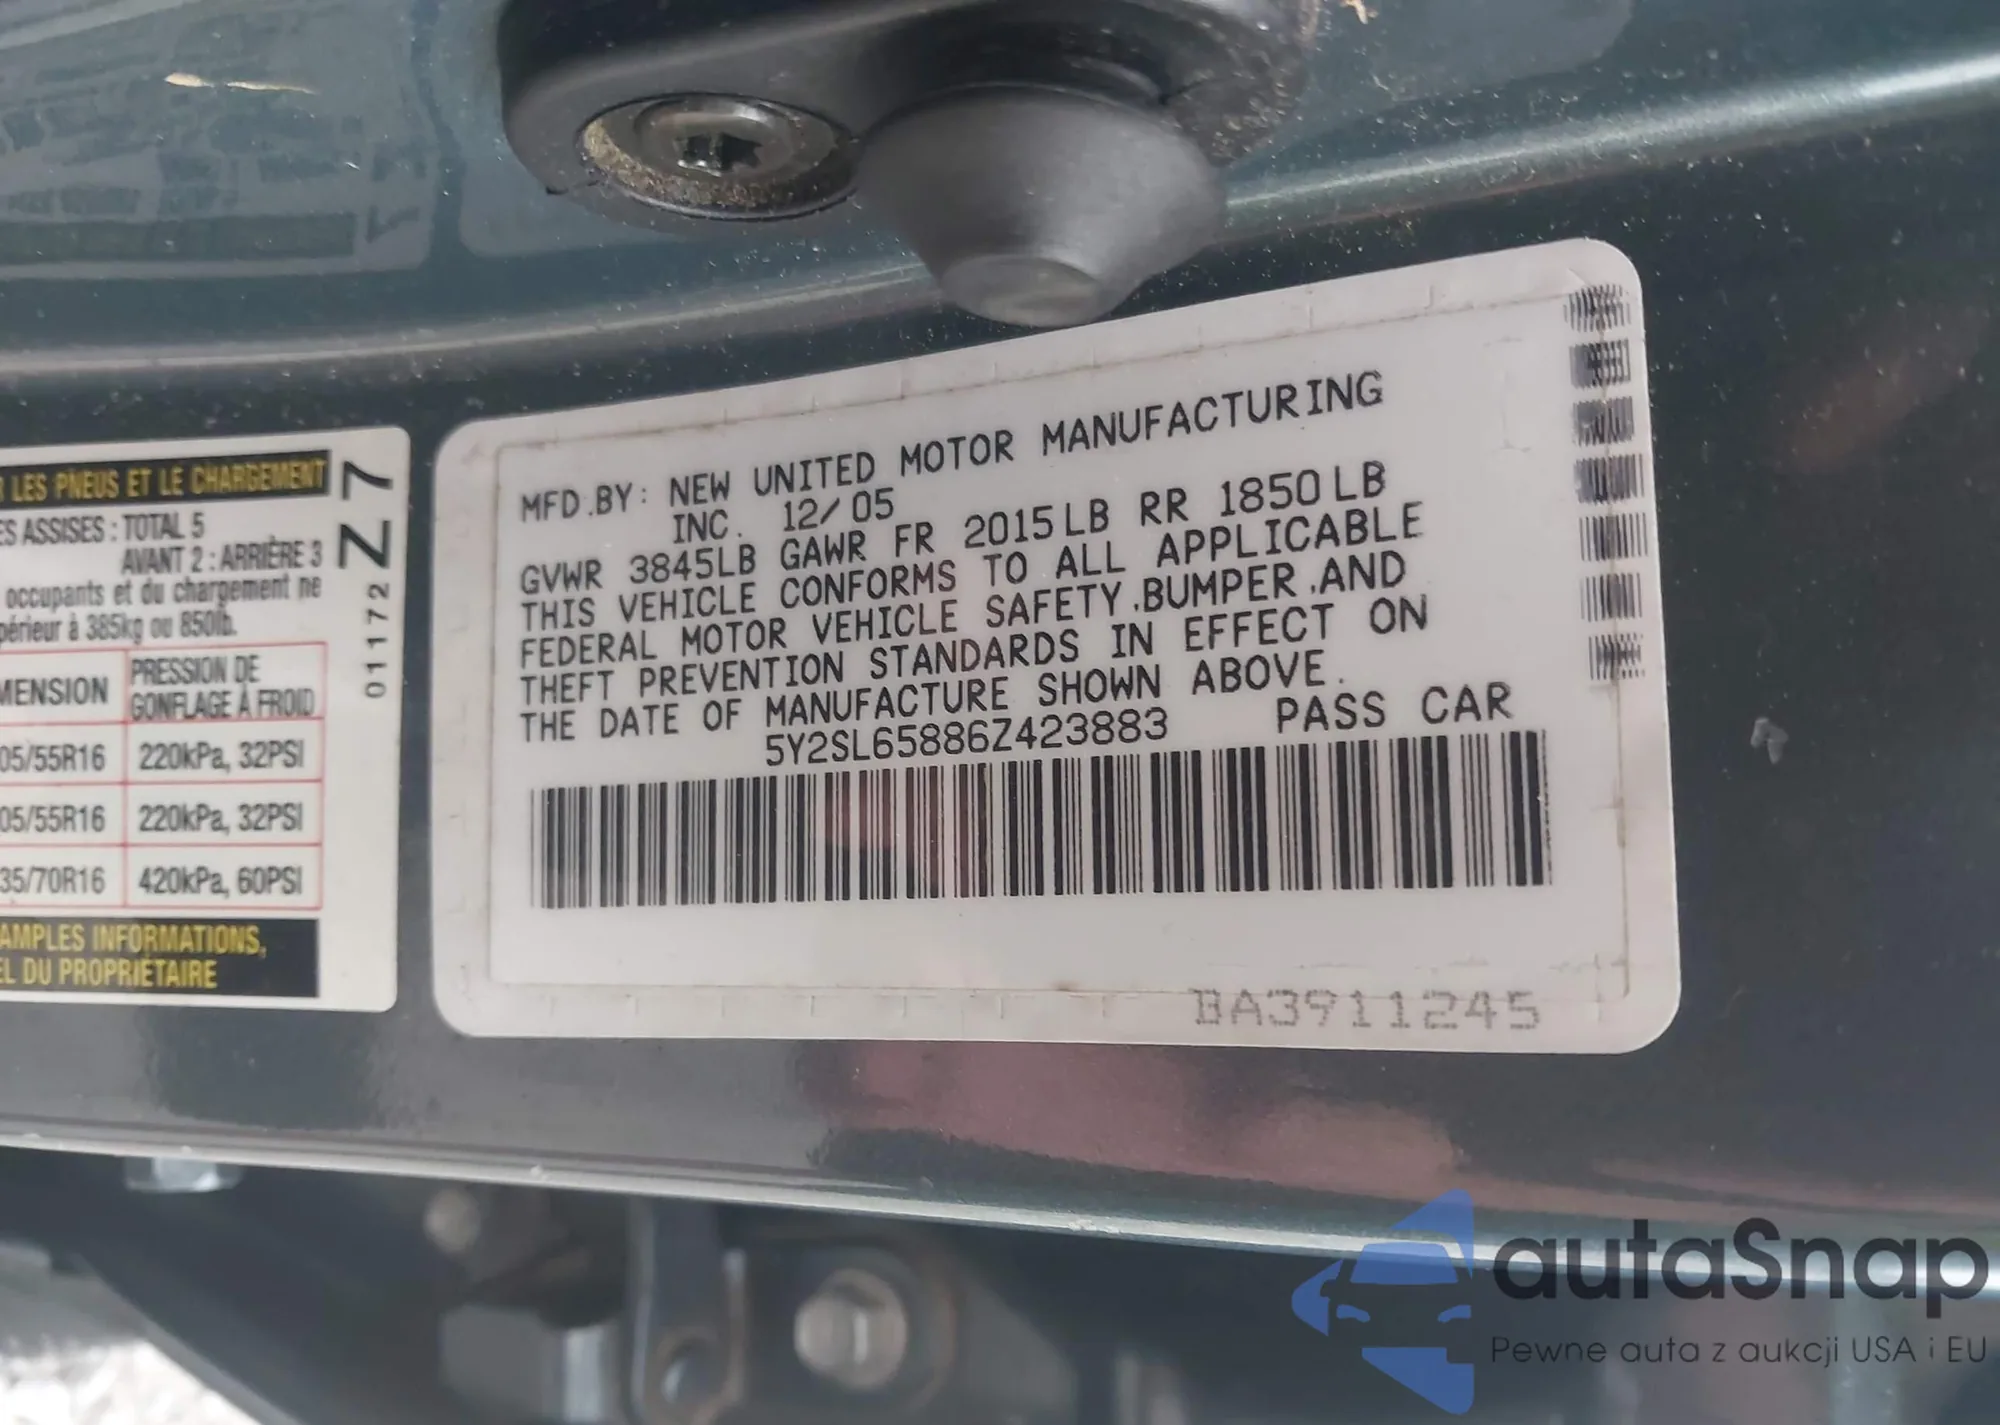 LES PNEUS ET LE CHARGEMENT
ASSISES : TOTAL 5
AVANT 2 : ARRIÈRE 3
occupants et du chargement ne
à 385kg ou 850lb.
PRESSION DE
GONFLAGE À FROID
05/55R16 220kPa, 32PSI
05/55R16 220kPa, 32PSI
35/70R16 420kPa, 60PSI
AMPLES INFORMATIONS,
DU PROPRIÉTAIRE
01172 Z7
MFD.BY: NEW UNITED MOTOR MANUFACTURING
INC. 12/05
GVWR 3845LB GAWR FR 2015LB RR 1850LB
THIS VEHICLE CONFORMS TO ALL APPLICABLE
FEDERAL MOTOR VEHICLE SAFETY,BUMPER,AND
THEFT PREVENTION STANDARDS IN EFFECT ON
THE DATE OF MANUFACTURE SHOWN ABOVE.
5Y2SL65886Z423883 PASS CAR
BA3911245
autaSnap
Pewne auta z aukcji USA i EU